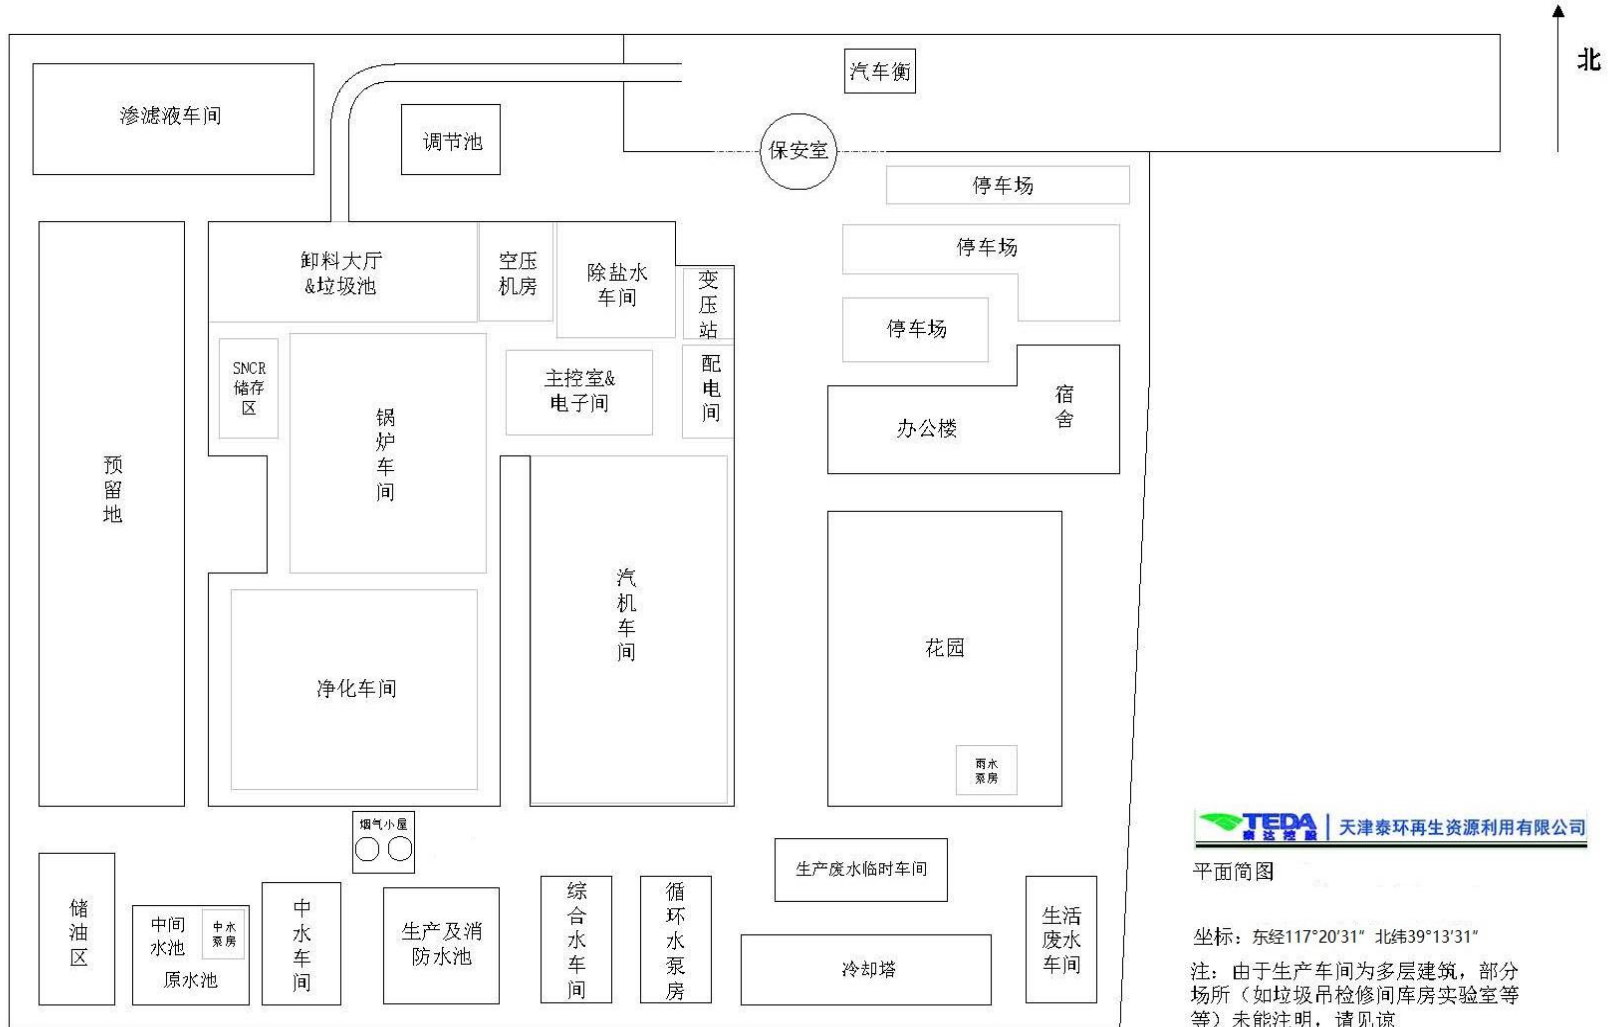 北
汽车衡
渗滤液车间
调节池
保安室
停车场
停车场
停车场
卸料大厅
&垃圾池
空压
机房
除盐水
车间
变压站
SNCR
储存
区
锅炉车间
主控室&
电子间
配电间
宿舍
办公楼
预留地
汽机车间
花园
净化车间
雨水
泵房
烟气小屋
TEDA
泰达控股
天津泰环再生资源利用有限公司
平面简图
生产废水临时车间
储油区
中间
水池
中水
泵房
原水池
中水车间
生产及消
防水池
综合水车间
循环水泵房
冷却塔
生活
废水
车间
坐标：东经117°20′31″ 北纬39°13′31″
注：由于生产车间为多层建筑，部分
场所（如垃圾吊检修间库房实验室等
等）未能注明，请见谅